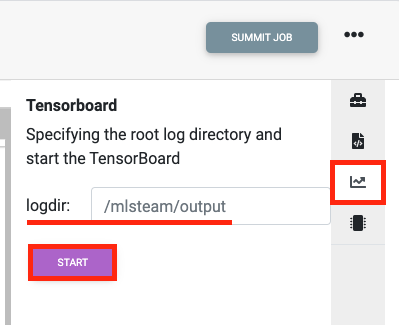 SUMMIT JOB
Tensorboard
Specifying the root log directory and
start the TensorBoard
logdir: /mlsteam/output
START